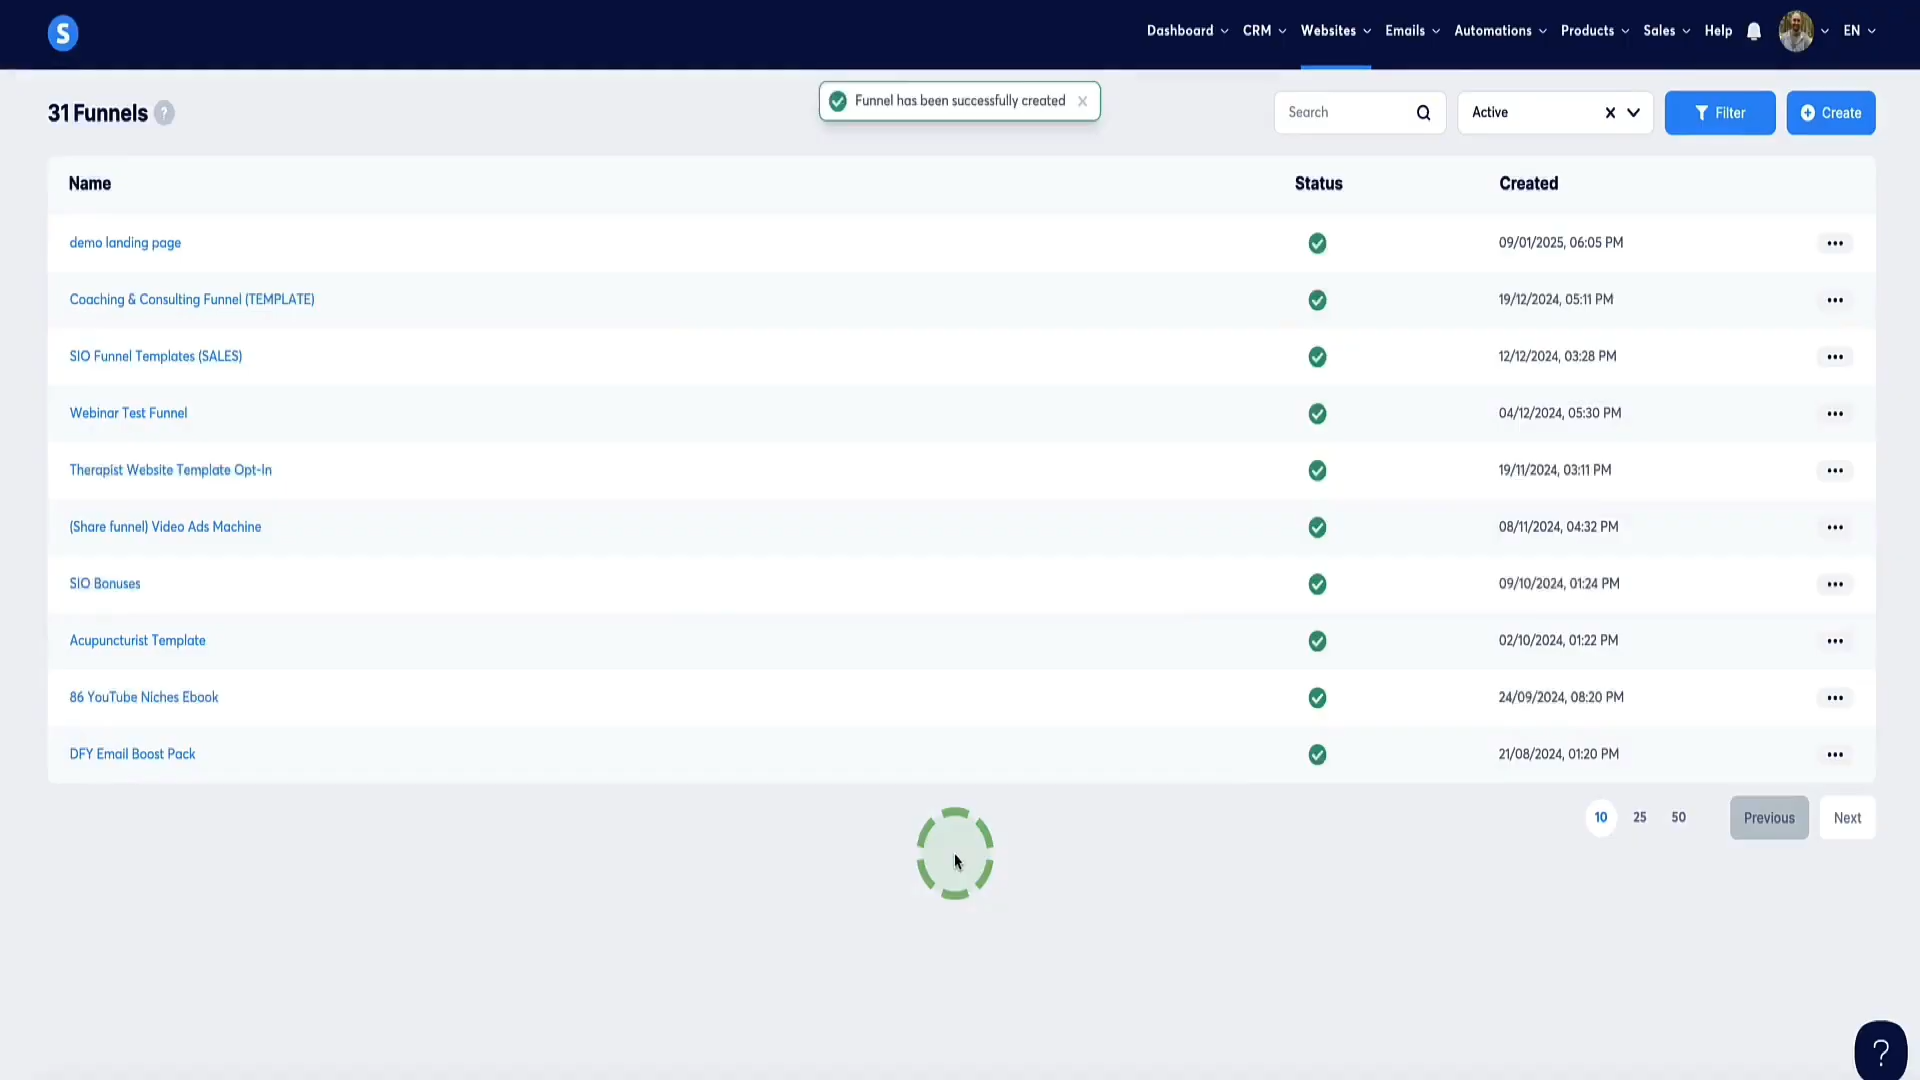 S
Dashboard CRM Websites Emails Automations Products Sales Help EN
31 Funnels ?
Funnel has been successfully created
Search
Active
Filter
Create
Name Status Created
demo landing page 09/01/2025, 06:05 PM
Coaching & Consulting Funnel (TEMPLATE) 19/12/2024, 05:11 PM
SIO Funnel Templates (SALES) 12/12/2024, 03:28 PM
Webinar Test Funnel 04/12/2024, 05:30 PM
Therapist Website Template Opt-In 19/11/2024, 03:11 PM
(Share funnel) Video Ads Machine 08/11/2024, 04:32 PM
SIO Bonuses 09/10/2024, 01:24 PM
Acupuncturist Template 02/10/2024, 01:22 PM
86 YouTube Niches Ebook 24/09/2024, 08:20 PM
DFY Email Boost Pack 21/08/2024, 01:20 PM
10 25 50 Previous Next
?